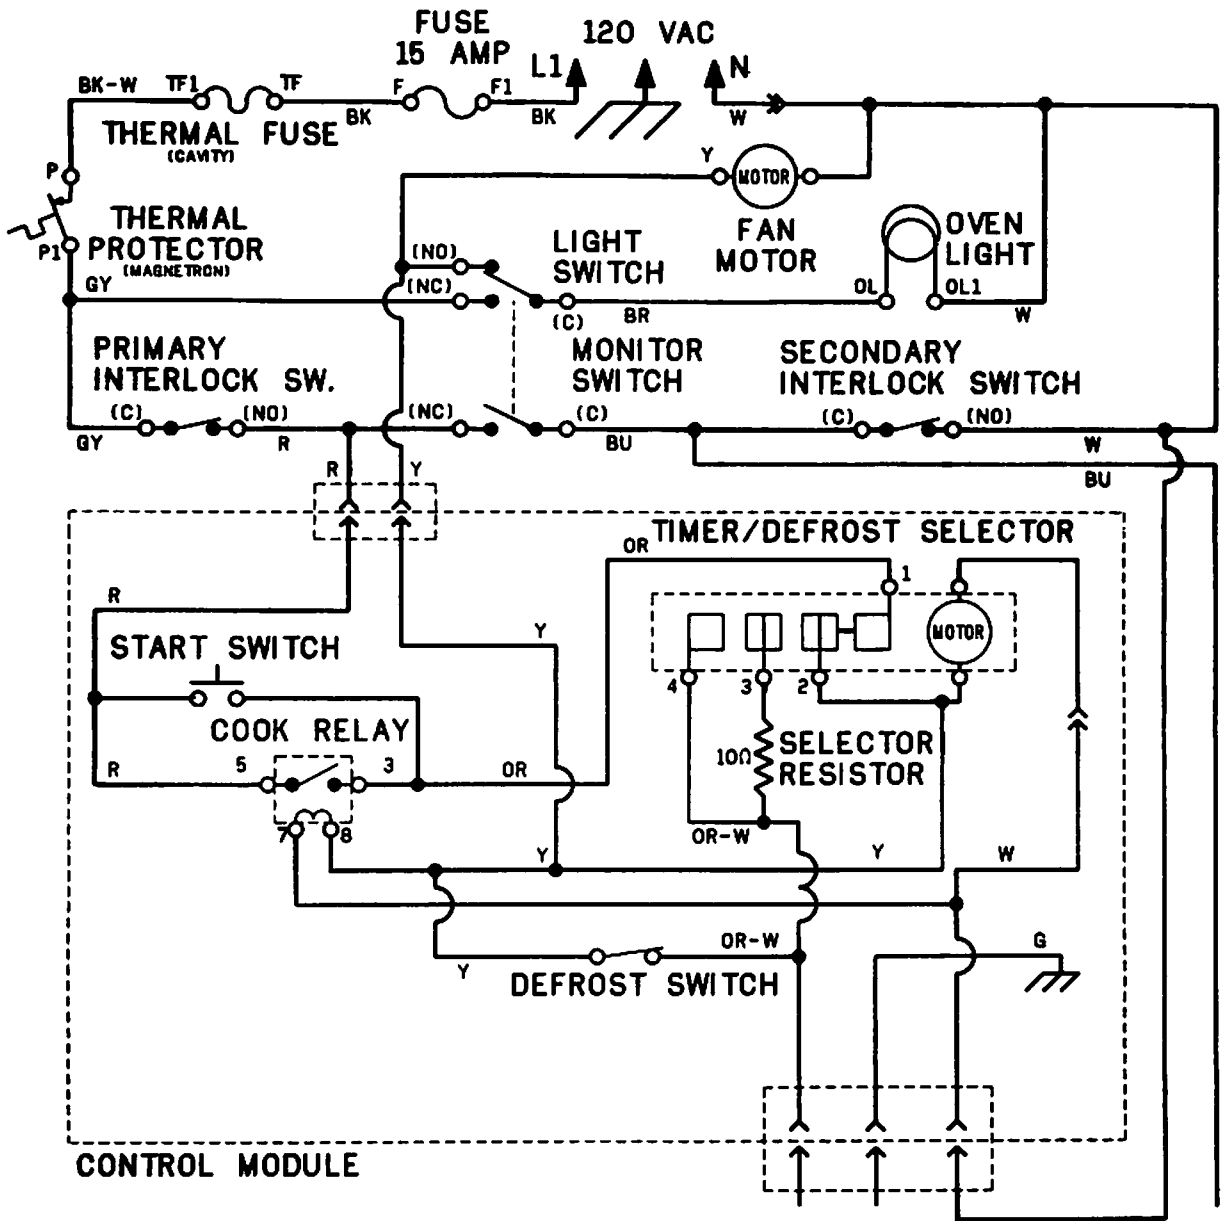 FUSE
15 AMP
120 VAC
L1
N
BK-W
TF1
TF
F
F1
BK
BK
W
THERMAL FUSE
(CAVITY)
P
Y
MOTOR
THERMAL
PROTECTOR
(MAGNETRON)
P1
FAN
MOTOR
OVEN
LIGHT
(NO)
LIGHT
SWITCH
GY
(NC)
(C)
BR
OL
OL1
W
PRIMARY
INTERLOCK SW.
MONITOR
SWITCH
SECONDARY
INTERLOCK SWITCH
(C)
(NO)
(NC)
(C)
(C)
(NO)
GY
R
BU
W
R
Y
BU
TIMER/DEFROST SELECTOR
OR
1
R
Y
MOTOR
START SWITCH
4
3
2
COOK RELAY
10Ω
SELECTOR
RESISTOR
R
5
3
OR
7
8
OR-W
Y
Y
W
Y
OR-W
G
DEFROST SWITCH
CONTROL MODULE